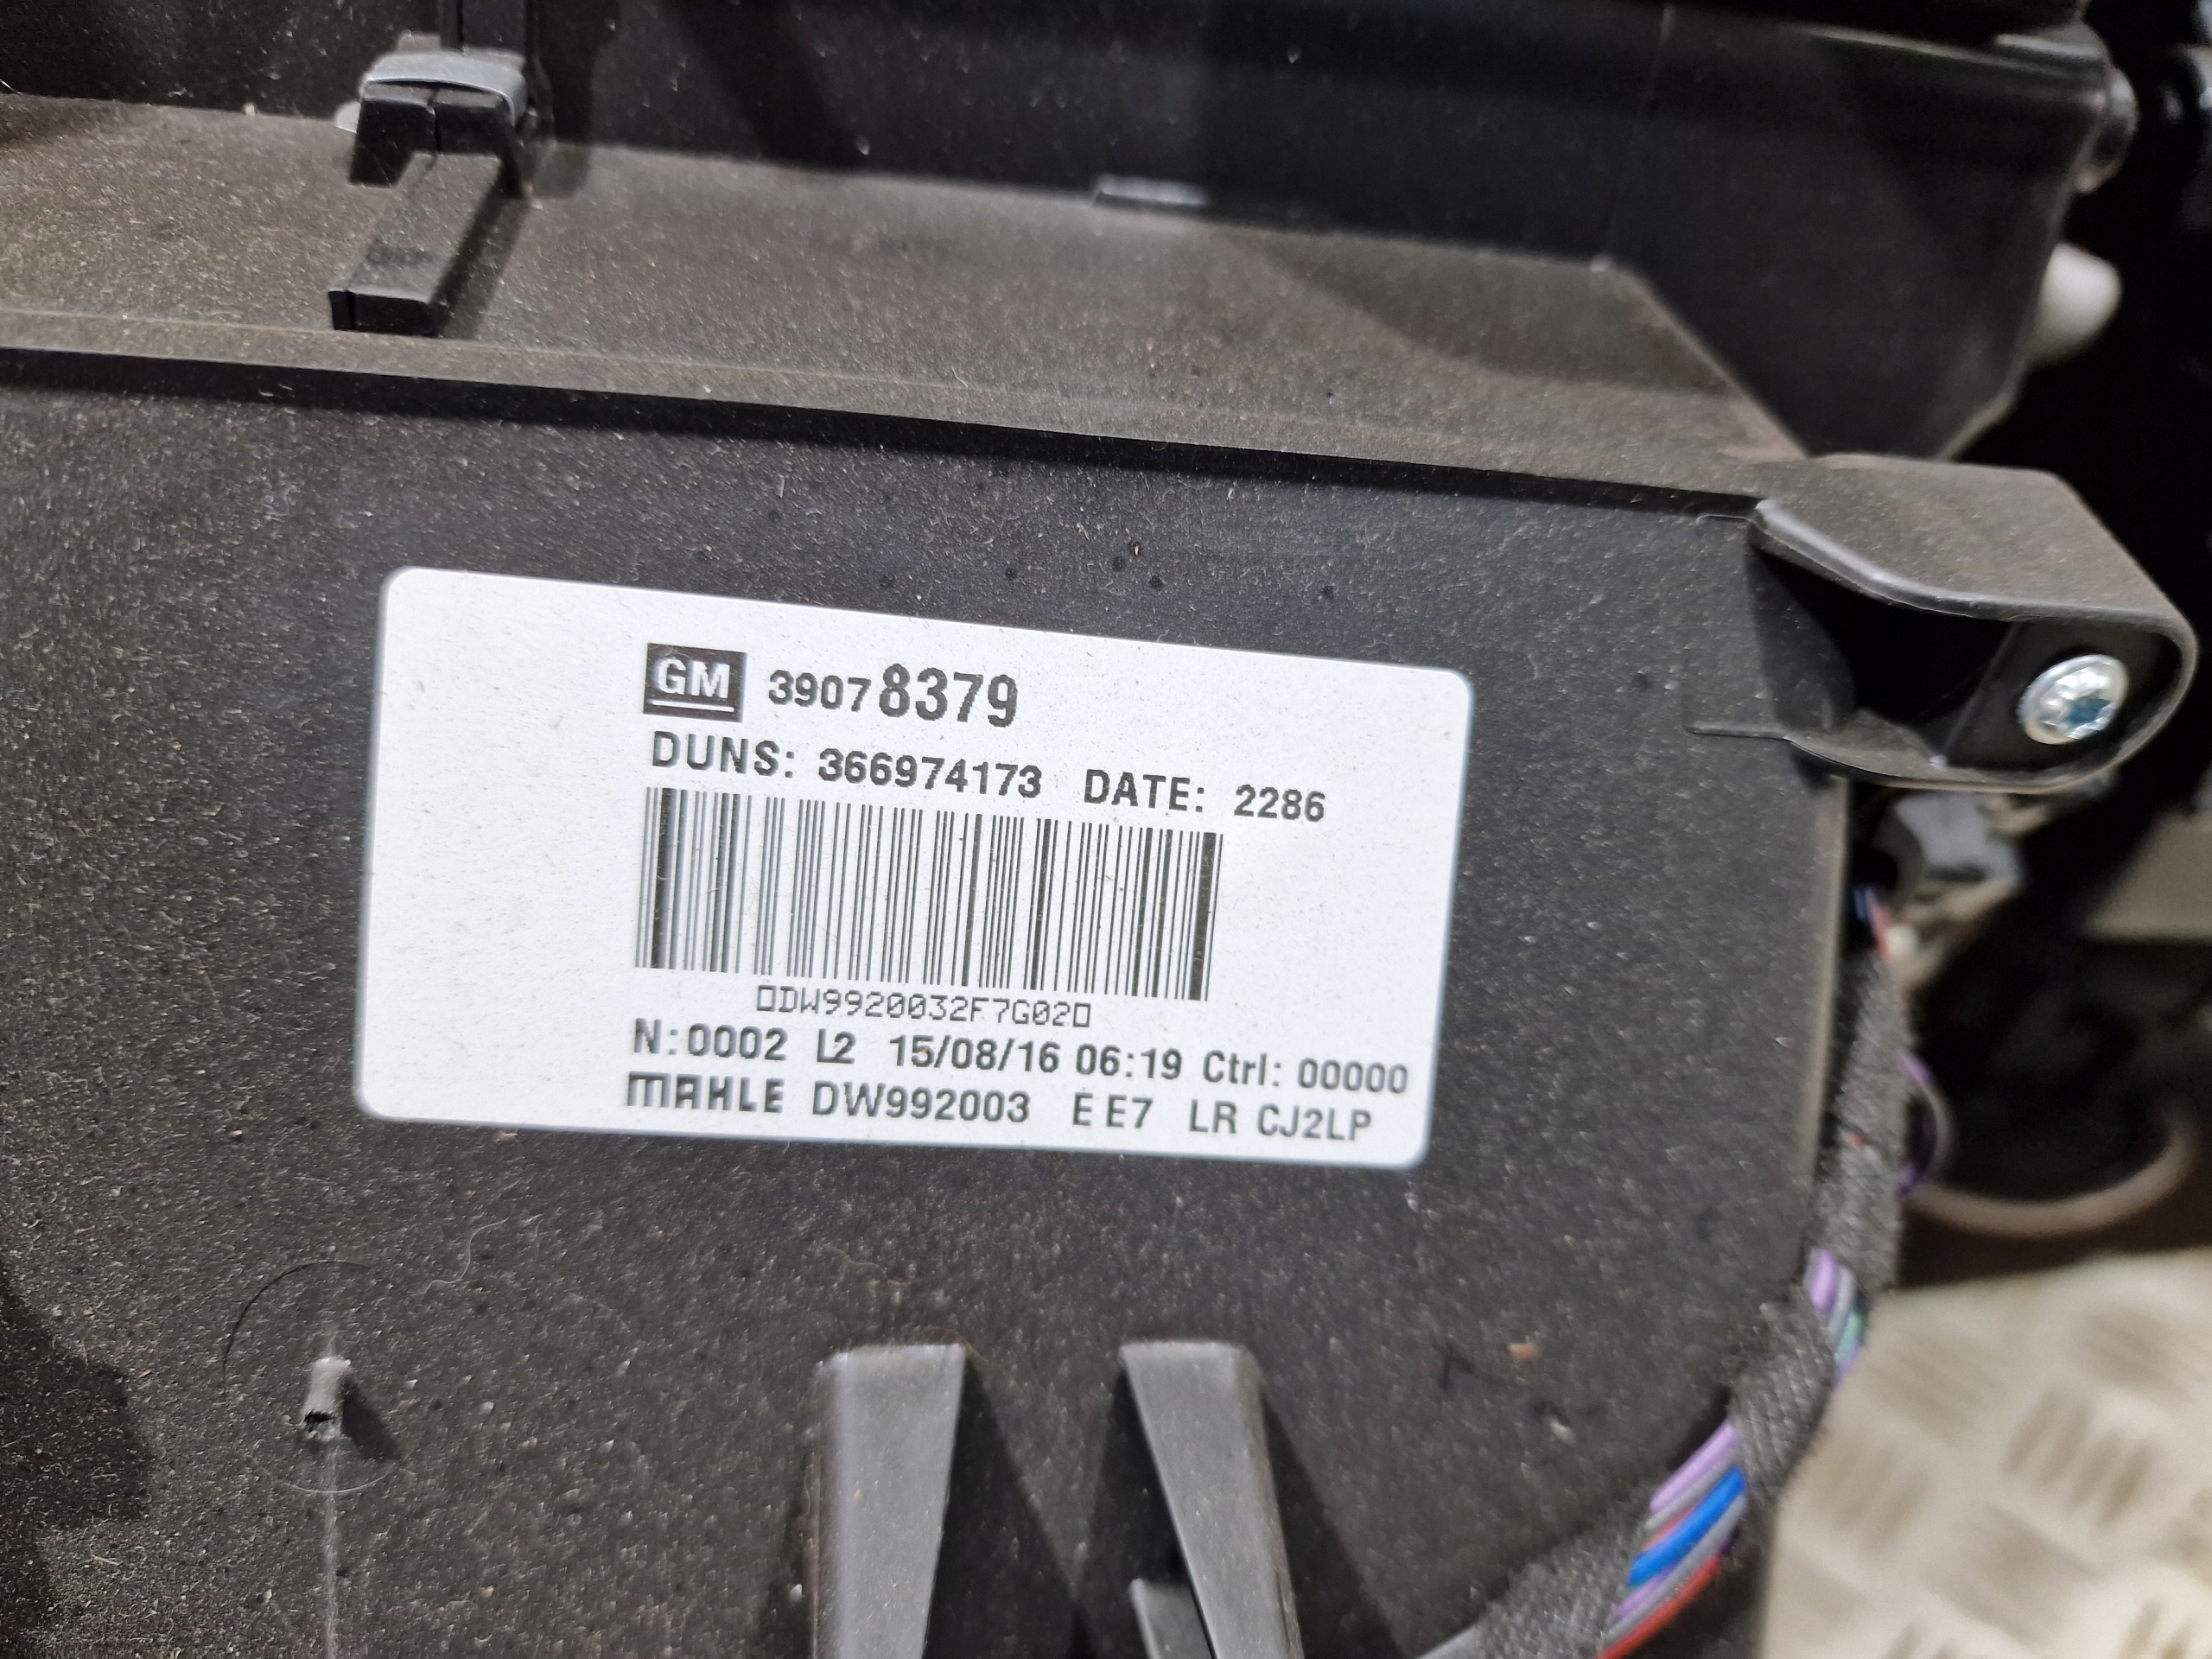 GM 39078379
DUNS: 366974173 DATE: 2286
▯DW9920032F7G02▯
N:0002 L2 15/08/16 06:19 Ctrl: 00000
MAHLE DW992003 E E7 LR CJ2LP